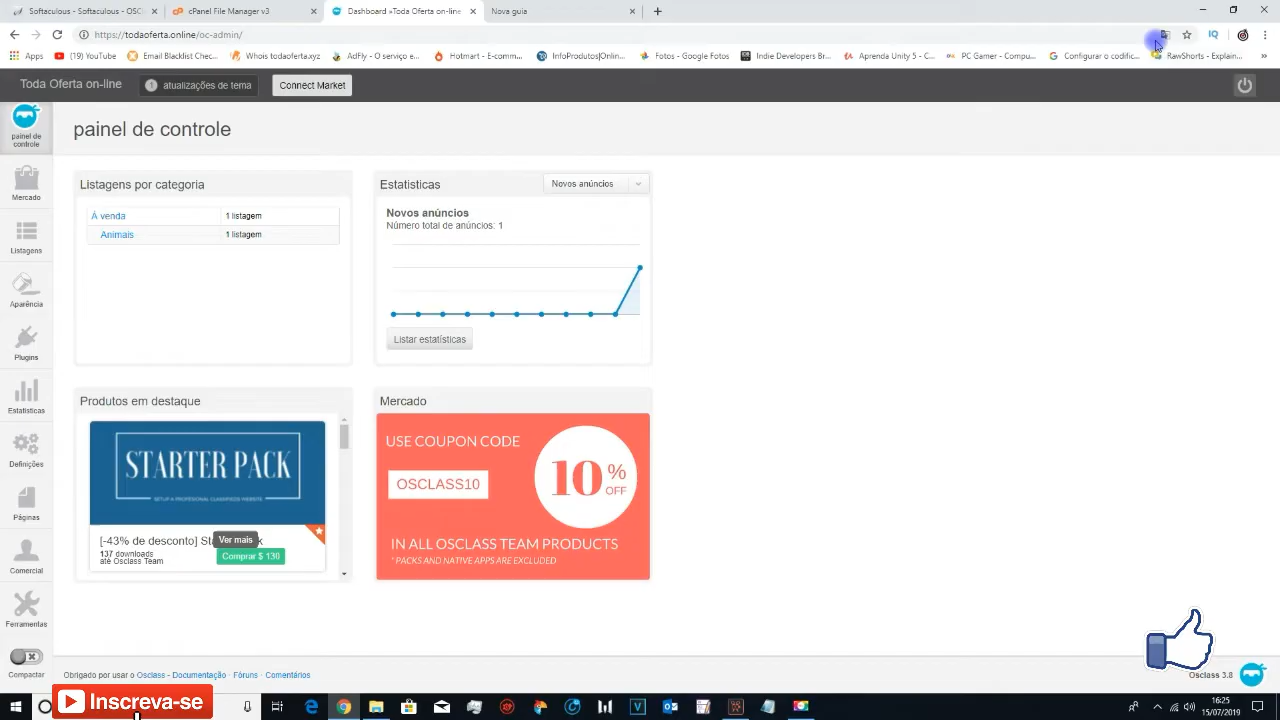 Softaculous - Softaculous - OSC
cPanel File Manager v3
Dashboard »Toda Oferta on-line
Nova guia
https://todaoferta.online/oc-admin/
Apps
(19) YouTube
Email Blacklist Chec...
Whois todaoferta.xyz
AdFly - O serviço e...
Hotmart - E-comm...
InfoProdutos|Onlin...
Fotos - Google Fotos
Indie Developers Br...
Aprenda Unity 5 - C...
PC Gamer - Compu...
Configurar o codific...
RawShorts - Explain...
»
Toda Oferta on-line
1 atualizações de tema
Connect Market
painel de controle
painel de
controle
Mercado
Listagens
Aparência
Plugins
Estatísticas
Definições
Páginas
Comercial
Ferramentas
Compactar
Listagens por categoria
À venda 1 listagem
Animais 1 listagem
Estatisticas
Novos anúncios
Novos anúncios
Número total de anúncios: 1
Listar estatísticas
Produtos em destaque
STARTER PACK
SETUP A PROFESIONAL CLASSIFIEDS WEBSITE
[-43% de desconto] Sta k
Ver mais
137 downloads
até Osclass Team
Comprar $ 130
Mercado
USE COUPON CODE
OSCLASS10
10 %
OFF
IN ALL OSCLASS TEAM PRODUCTS
* PACKS AND NATIVE APPS ARE EXCLUDED
Obrigado por usar o Osclass - Documentação · Fóruns · Comentários
Osclass 3.8
Inscreva-se
16:25
15/07/2019